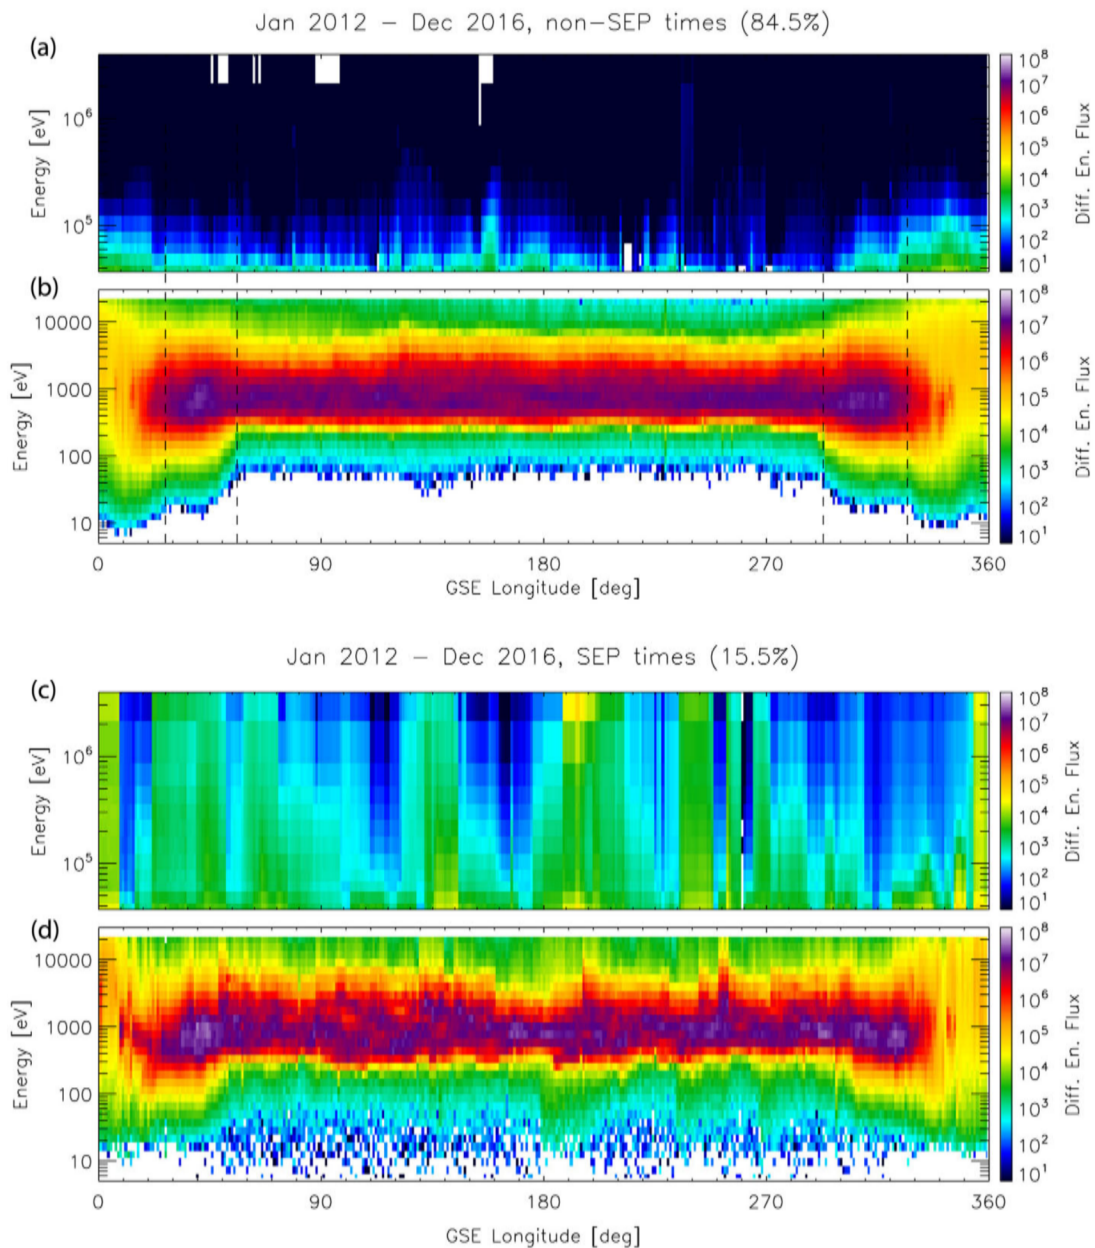 Jan 2012 – Dec 2016, non–SEP times (84.5%)
(a)
Energy [eV]
10^6
10^5
10^8
10^7
10^6
10^5
10^4
10^3
10^2
10^1
Diff. En. Flux
(b)
Energy [eV]
10000
1000
100
10
10^8
10^7
10^6
10^5
10^4
10^3
10^2
10^1
Diff. En. Flux
0 90 180 270 360
GSE Longitude [deg]
Jan 2012 – Dec 2016, SEP times (15.5%)
(c)
Energy [eV]
10^6
10^5
10^8
10^7
10^6
10^5
10^4
10^3
10^2
10^1
Diff. En. Flux
(d)
Energy [eV]
10000
1000
100
10
10^8
10^7
10^6
10^5
10^4
10^3
10^2
10^1
Diff. En. Flux
0 90 180 270 360
GSE Longitude [deg]